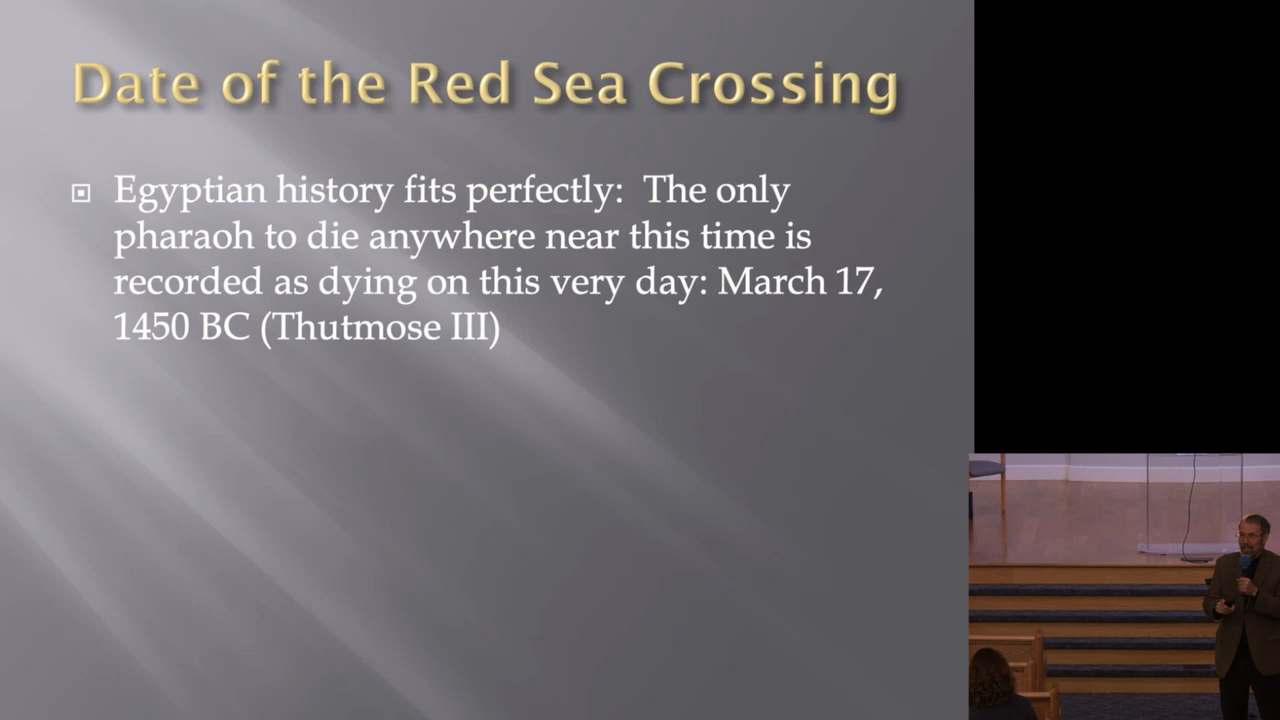 Date of the Red Sea Crossing
Egyptian history fits perfectly: The only
pharaoh to die anywhere near this time is
recorded as dying on this very day: March 17,
1450 BC (Thutmose III)